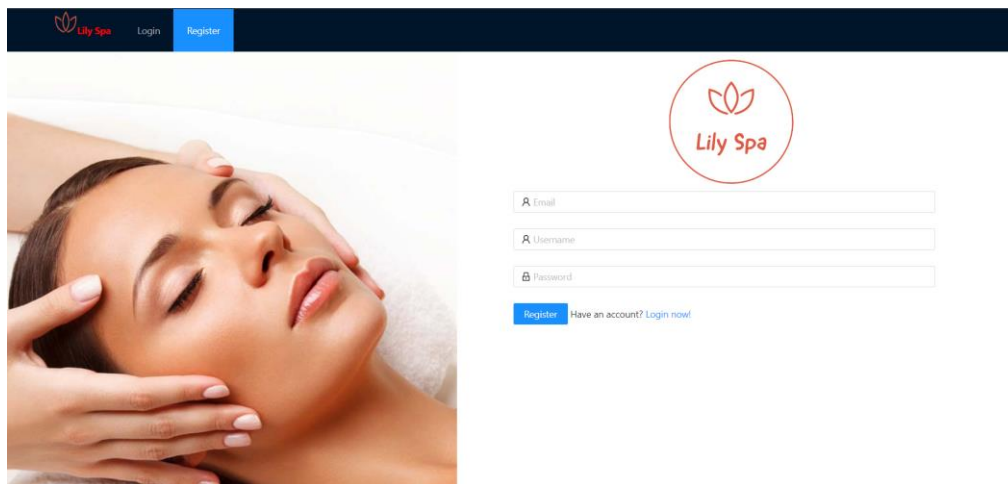 Lily Spa Login Register
Lily Spa
Email
Username
Password
Register Have an account? Login now!